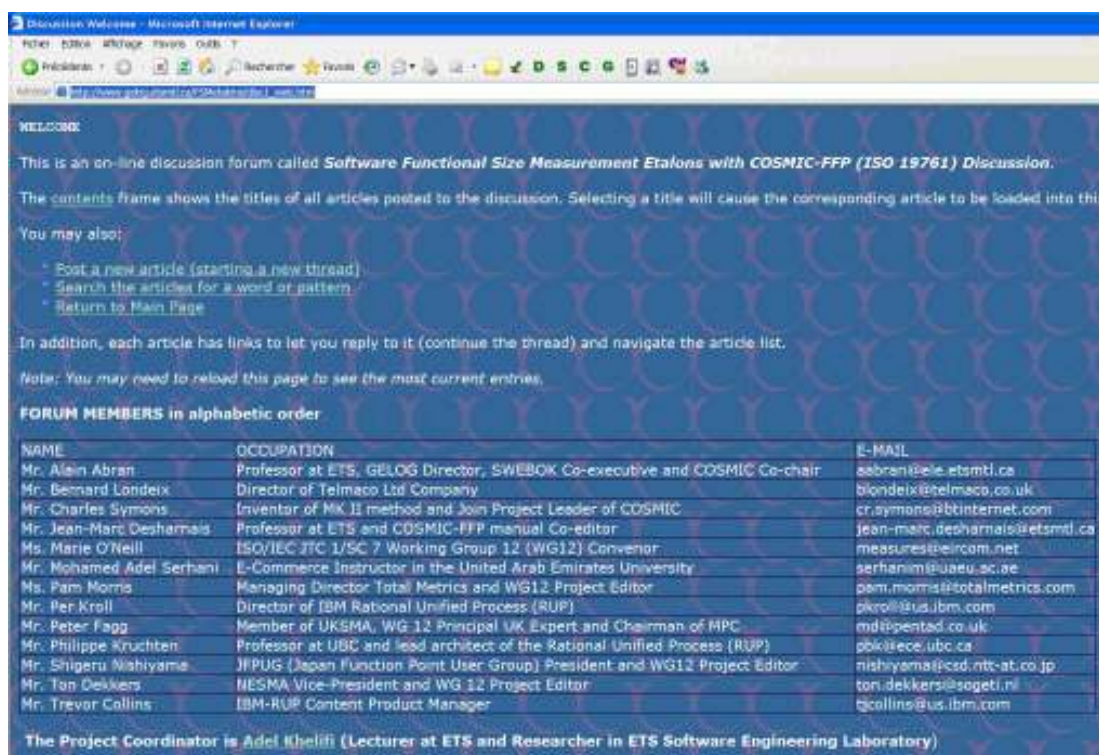 Discussion Welcome - Microsoft Internet Explorer
Fichier Edition Affichage Favoris Outils ?
Précédente Rechercher Favoris D S C G
WELCOME
This is an on-line discussion forum called Software Functional Size Measurement Etalons with COSMIC-FFP (ISO 19761) Discussion.
The contents frame shows the titles of all articles posted to the discussion. Selecting a title will cause the corresponding article to be loaded into thi
You may also:
Post a new article (starting a new thread)
Search the articles for a word or pattern
Return to Main Page
In addition, each article has links to let you reply to it (continue the thread) and navigate the article list.
Note: You may need to reload this page to see the most current entries.
FORUM MEMBERS in alphabetic order
NAME OCCUPATION E-MAIL
Mr. Alain Abran Professor at ETS, GELOG Director, SWEBOK Co-executive and COSMIC Co-chair aabran@ele.etsmtl.ca
Mr. Bernard Londeix Director of Telmaco Ltd Company blondeix@telmaco.co.uk
Mr. Charles Symons Inventor of MK II method and Join Project Leader of COSMIC cr.symons@btinternet.com
Mr. Jean-Marc Desharnais Professor at ETS and COSMIC-FFP manual Co-editor jean-marc.desharnais@etsmtl.ca
Ms. Marie O'Neill ISO/IEC JTC 1/SC 7 Working Group 12 (WG12) Convenor measures@eircom.net
Mr. Mohamed Adel Serhani E-Commerce Instructor in the United Arab Emirates University serhanim@uaeu.ac.ae
Ms. Pam Morris Managing Director Total Metrics and WG12 Project Editor pam.morris@totalmetrics.com
Mr. Per Kroll Director of IBM Rational Unified Process (RUP) pkroll@us.ibm.com
Mr. Peter Fagg Member of UKSMA, WG 12 Principal UK Expert and Chairman of MPC md@pentad.co.uk
Mr. Philippe Kruchten Professor at UBC and lead architect of the Rational Unified Process (RUP) pbk@ece.ubc.ca
Mr. Shigeru Nishiyama JFPUG (Japan Function Point User Group) President and WG12 Project Editor nishiyama@csd.ntt-at.co.jp
Mr. Ton Dekkers NESMA Vice-President and WG 12 Project Editor ton.dekkers@sogeti.nl
Mr. Trevor Collins IBM-RUP Content Product Manager tjcollins@us.ibm.com
The Project Coordinator is Adel Khelifi (Lecturer at ETS and Researcher in ETS Software Engineering Laboratory)